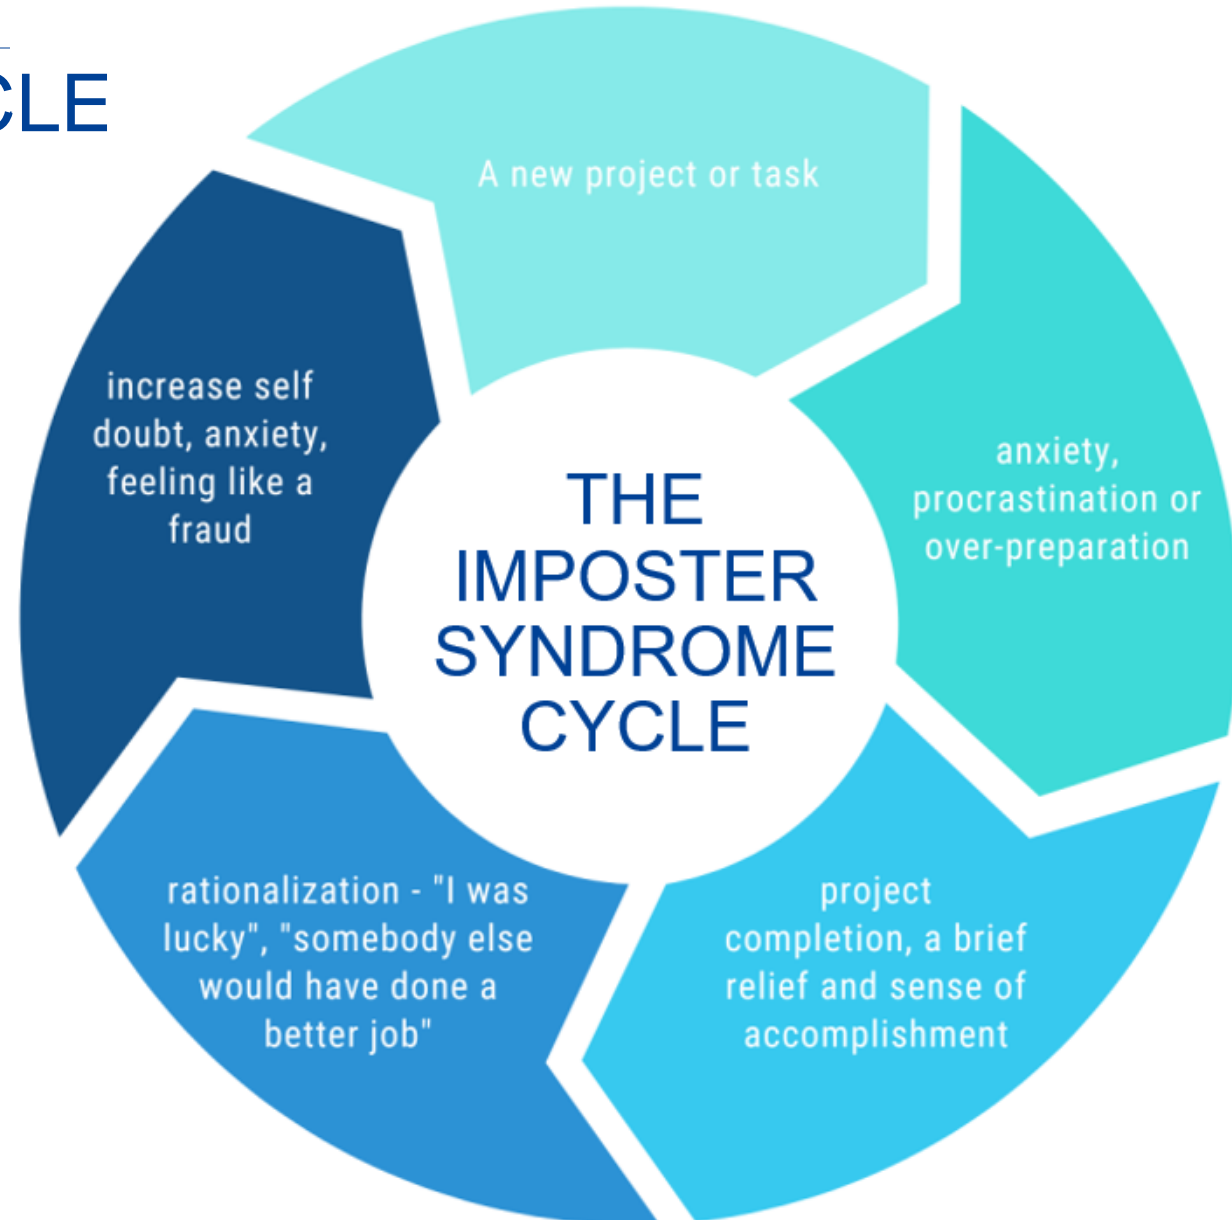 CLE
A new project or task
anxiety,
procrastination or
over-preparation
project
completion, a brief
relief and sense of
accomplishment
rationalization - "I was
lucky", "somebody else
would have done a
better job"
increase self
doubt, anxiety,
feeling like a
fraud
THE
IMPOSTER
SYNDROME
CYCLE